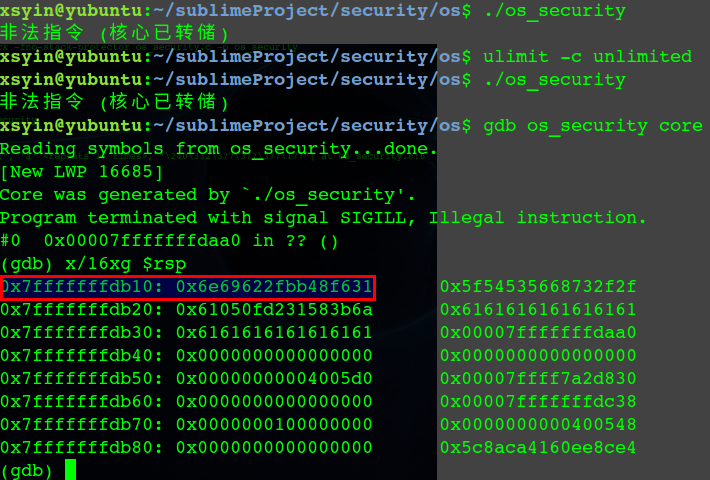 xsyin@yubuntu:~/sublimeProject/security/os$ ./os_security
非法指令 (核心已转储)
xsyin@yubuntu:~/sublimeProject/security/os$ ulimit -c unlimited
xsyin@yubuntu:~/sublimeProject/security/os$ ./os_security
非法指令 (核心已转储)
xsyin@yubuntu:~/sublimeProject/security/os$ gdb os_security core
Reading symbols from os_security...done.
[New LWP 16685]
Core was generated by `./os_security'.
Program terminated with signal SIGILL, Illegal instruction.
#0  0x00007fffffffdaa0 in ?? ()
(gdb) x/16xg $rsp
0x7fffffffdb10: 0x6e69622fbb48f631 0x5f54535668732f2f
0x7fffffffdb20: 0x61050fd231583b6a 0x6161616161616161
0x7fffffffdb30: 0x6161616161616161 0x00007fffffffdaa0
0x7fffffffdb40: 0x0000000000000000 0x0000000000000000
0x7fffffffdb50: 0x00000000004005d0 0x00007ffff7a2d830
0x7fffffffdb60: 0x0000000000000000 0x00007fffffffdc38
0x7fffffffdb70: 0x0000000100000000 0x0000000000400548
0x7fffffffdb80: 0x0000000000000000 0x5c8aca4160ee8ce4
(gdb)